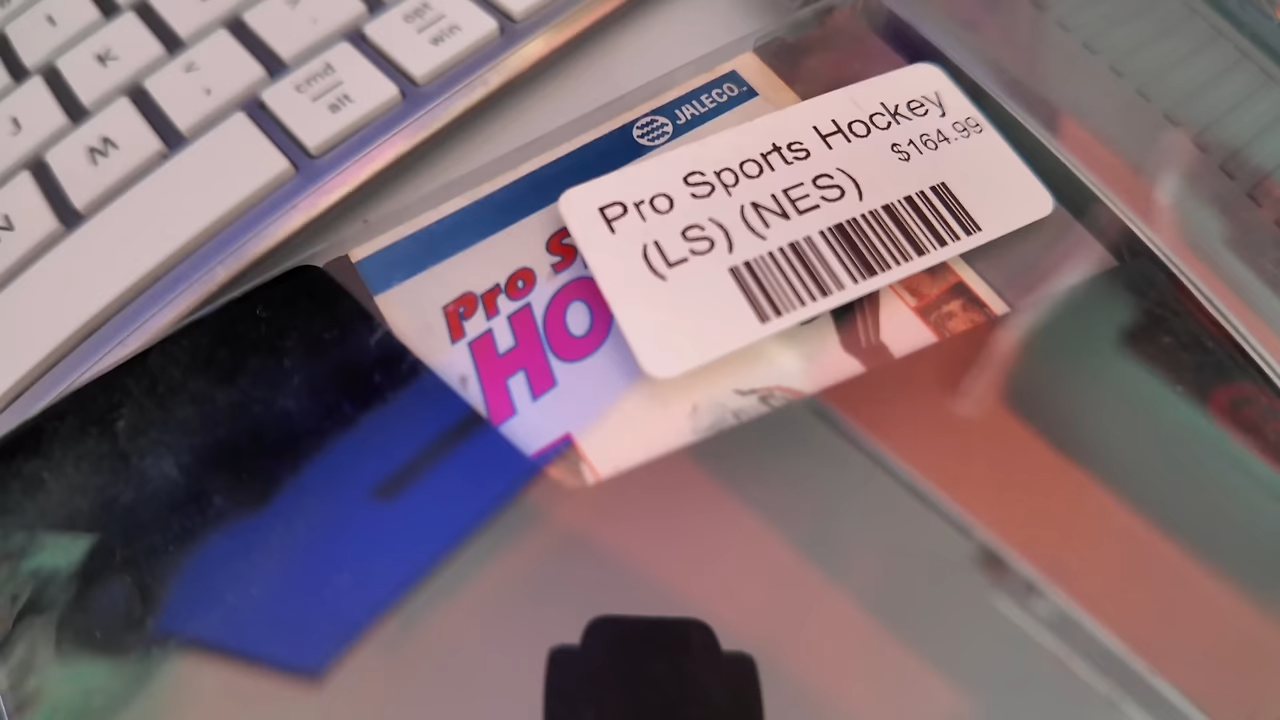 K
J
M
<
cmd
alt
opt
win
JALECO
Pro Sports Hockey
$164.99
(LS) (NES)
Pro S
HO